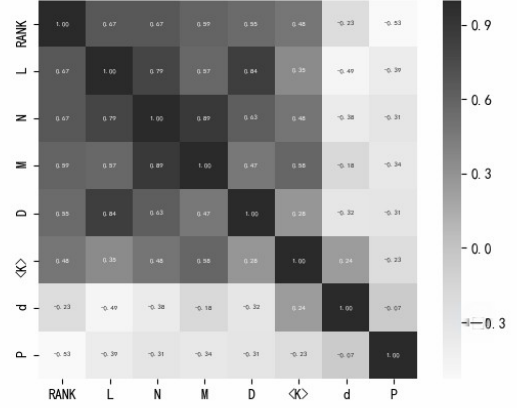 RANK 1.00 0.67 0.67 0.59 0.55 0.48 -0.23 -0.53
L 0.67 1.00 0.79 0.57 0.84 0.35 -0.49 -0.39
N 0.67 0.79 1.00 0.89 0.63 0.48 -0.38 -0.31
M 0.59 0.57 0.89 1.00 0.47 0.58 -0.18 -0.34
D 0.55 0.84 0.63 0.47 1.00 0.28 -0.32 -0.31
<K> 0.48 0.35 0.48 0.58 0.28 1.00 0.24 -0.23
d -0.23 -0.49 -0.38 -0.18 -0.32 0.24 1.00 -0.07
P -0.53 -0.39 -0.31 -0.34 -0.31 -0.23 -0.07 1.00
RANK L N M D <K> d P
0.9
0.6
0.3
0.0
-0.3